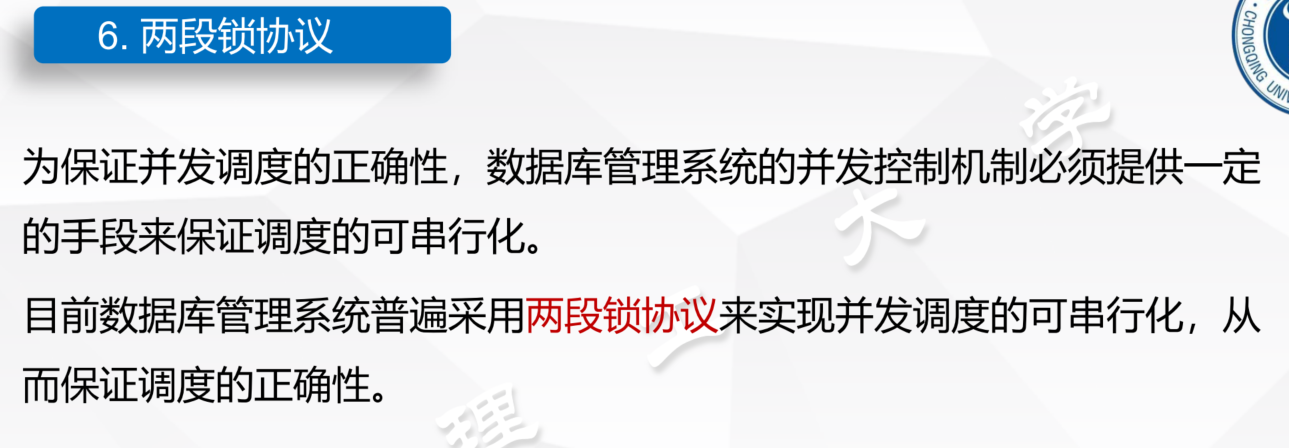 6. 两段锁协议
· CHONGQING UNI
为保证并发调度的正确性，数据库管理系统的并发控制机制必须提供一定
的手段来保证调度的可串行化。
目前数据库管理系统普遍采用两段锁协议来实现并发调度的可串行化，从
而保证调度的正确性。
理工大学